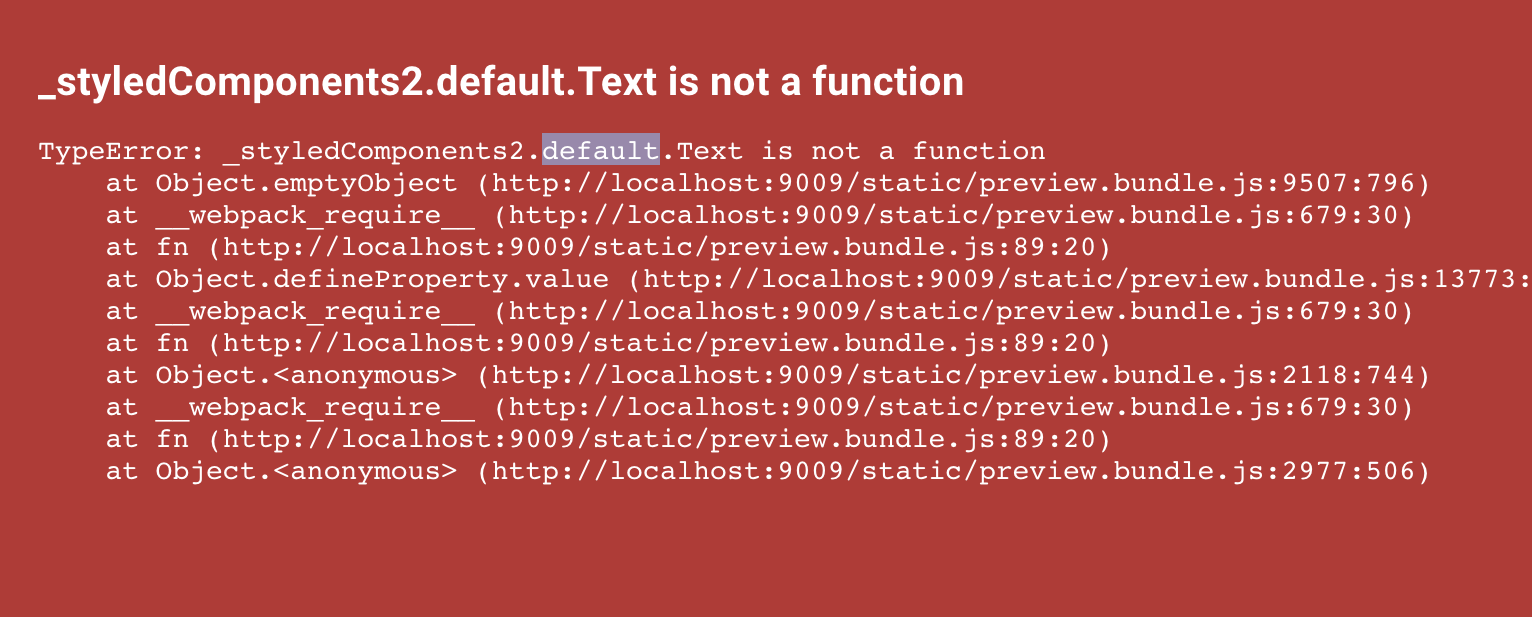 _styledComponents2.default.Text is not a function
TypeError: _styledComponents2.default.Text is not a function
at Object.emptyObject (http://localhost:9009/static/preview.bundle.js:9507:796)
at __webpack_require__ (http://localhost:9009/static/preview.bundle.js:679:30)
at fn (http://localhost:9009/static/preview.bundle.js:89:20)
at Object.defineProperty.value (http://localhost:9009/static/preview.bundle.js:13773:
at __webpack_require__ (http://localhost:9009/static/preview.bundle.js:679:30)
at fn (http://localhost:9009/static/preview.bundle.js:89:20)
at Object.<anonymous> (http://localhost:9009/static/preview.bundle.js:2118:744)
at __webpack_require__ (http://localhost:9009/static/preview.bundle.js:679:30)
at fn (http://localhost:9009/static/preview.bundle.js:89:20)
at Object.<anonymous> (http://localhost:9009/static/preview.bundle.js:2977:506)